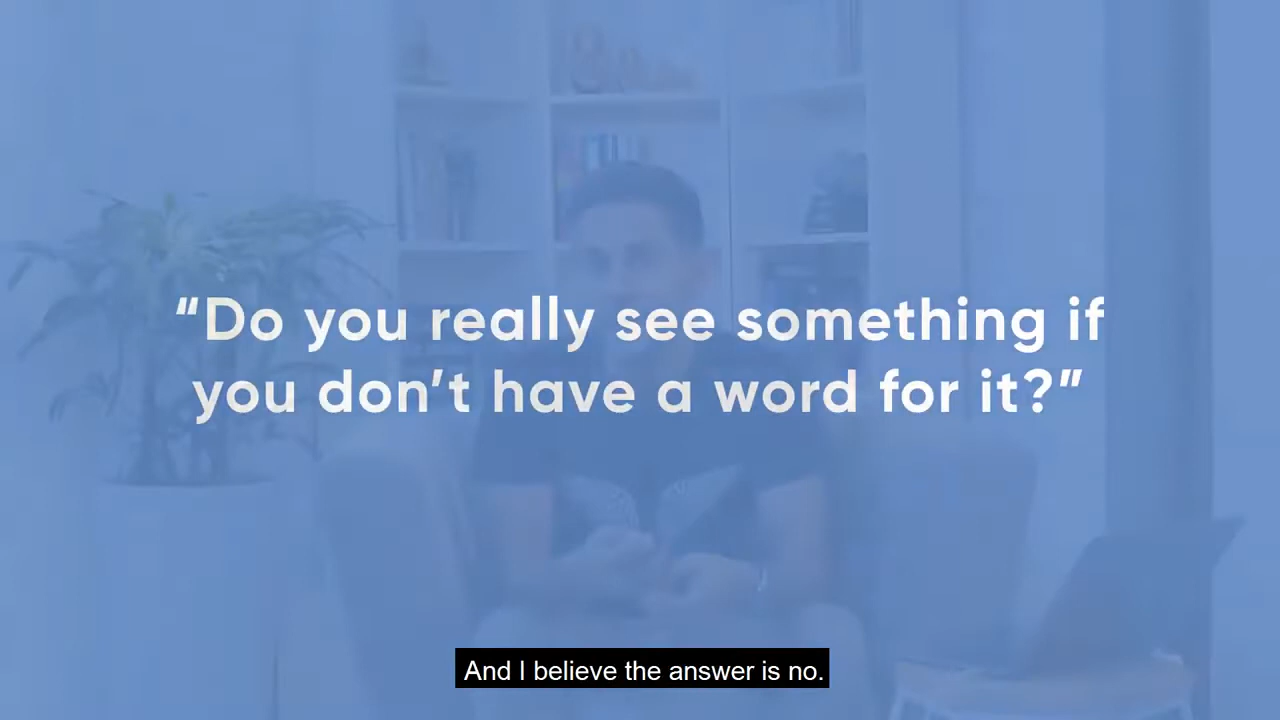 “Do you really see something if
you don’t have a word for it?”
And I believe the answer is no.